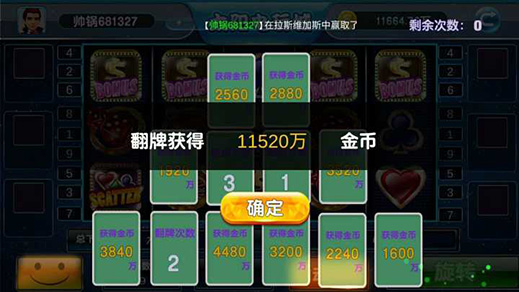 帅锅681327
【帅锅681327】在拉斯维加斯中赢取了
11664
剩余次数: 0
BONUS
BONUS
BONUS
获得金币
2560
获得金币
2880
翻牌获得 11520万 金币
1920
万
3
1
3520
万
SCATTER
确定
获得金币
3840
万
翻牌次数
2
获得金币
4480
万
获得金币
3200
万
获得金币
2240
万
获得金币
1600
万
旋转